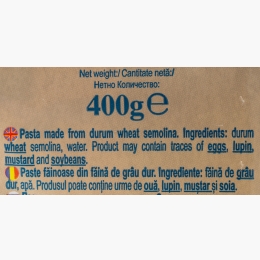 Net weight:/ Cantitate netă:/
Нетно Количество:
400g℮
Pasta made from durum wheat semolina. Ingredients: durum
wheat semolina, water. Product may contain traces of eggs, lupin,
mustard and soybeans.
Paste făinoase din făină de grâu dur. Ingrediente: făină de grâu
dur, apă. Produsul poate conține urme de ouă, lupin, muștar și soia.